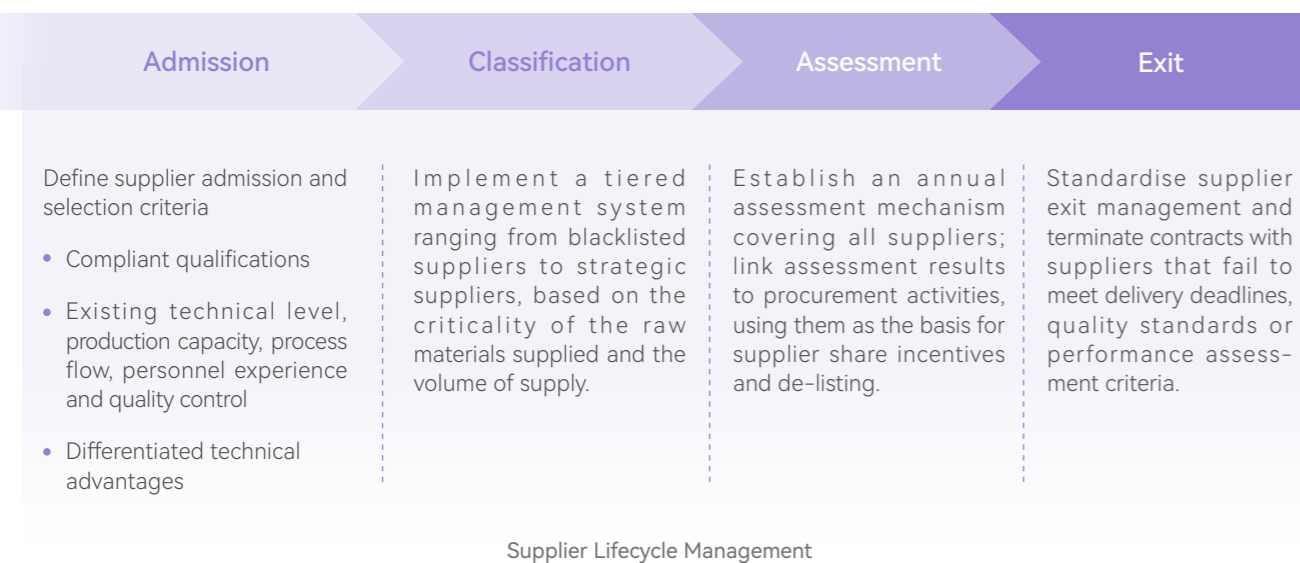 Admission
Classification
Assessment
Exit
Define supplier admission and
selection criteria
• Compliant qualifications
• Existing technical level,
production capacity, process
flow, personnel experience
and quality control
• Differentiated technical
advantages
Implement a tiered
management system
ranging from blacklisted
suppliers to strategic
suppliers, based on the
criticality of the raw
materials supplied and the
volume of supply.
Establish an annual
assessment mechanism
covering all suppliers;
link assessment results
to procurement activities,
using them as the basis for
supplier share incentives
and de-listing.
Standardise supplier
exit management and
terminate contracts with
suppliers that fail to
meet delivery deadlines,
quality standards or
performance assess-
ment criteria.
Supplier Lifecycle Management